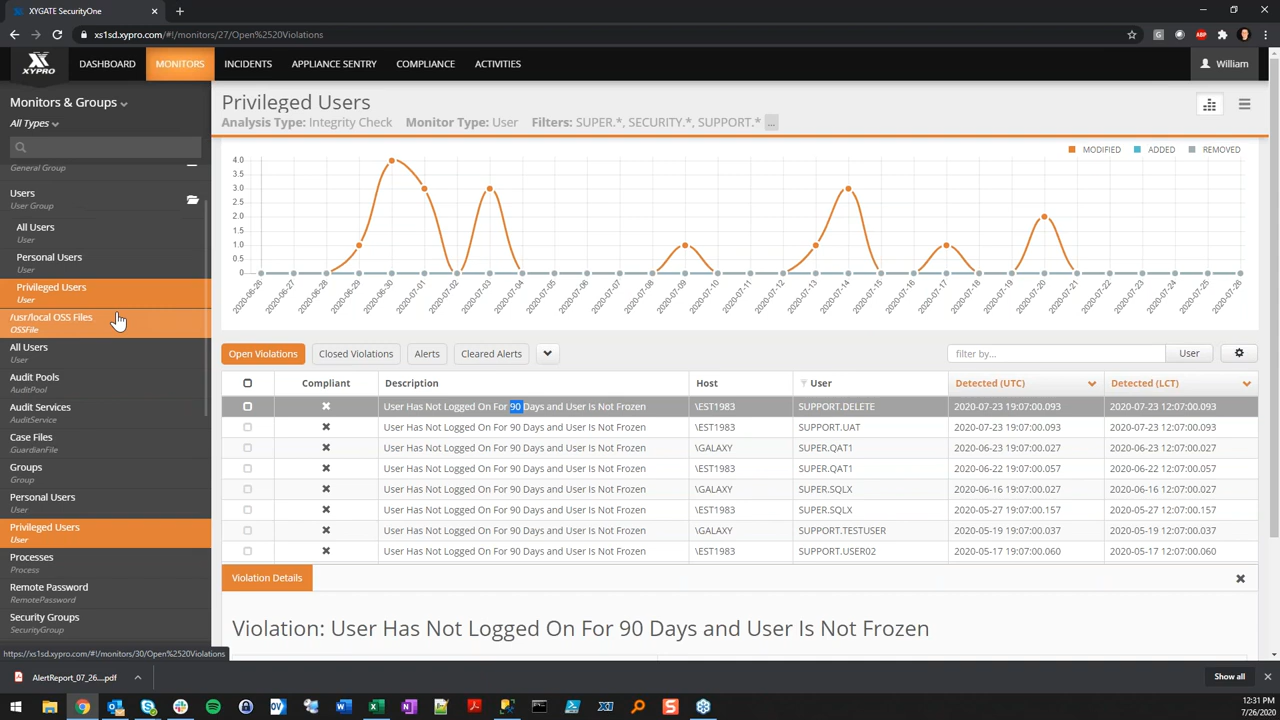 XYGATE SecurityOne
xs1sd.xypro.com/#!/monitors/27/Open%2520Violations
XYPRO
DASHBOARD
MONITORS
INCIDENTS
APPLIANCE SENTRY
COMPLIANCE
ACTIVITIES
William
Monitors & Groups
All Types
General Group
Users
User Group
All Users
User
Personal Users
User
Privileged Users
User
/usr/local OSS Files
OSSFile
All Users
User
Audit Pools
AuditPool
Audit Services
AuditService
Case Files
GuardianFile
Groups
Group
Personal Users
User
Privileged Users
User
Processes
Process
Remote Password
RemotePassword
Security Groups
SecurityGroup
https://xs1sd.xypro.com/#!/monitors/30/Open%2520Violations
Privileged Users
Analysis Type: Integrity Check Monitor Type: User Filters: SUPER.*, SECURITY.*, SUPPORT.* ...
MODIFIED ADDED REMOVED
4.0
3.5
3.0
2.5
2.0
1.5
1.0
0.5
0
2020-06-26 2020-06-27 2020-06-28 2020-06-29 2020-06-30 2020-07-01 2020-07-02 2020-07-03 2020-07-04 2020-07-05 2020-07-06 2020-07-07 2020-07-08 2020-07-09 2020-07-10 2020-07-11 2020-07-12 2020-07-13 2020-07-14 2020-07-15 2020-07-16 2020-07-17 2020-07-18 2020-07-19 2020-07-20 2020-07-21 2020-07-22 2020-07-23 2020-07-24 2020-07-25 2020-07-26
Open Violations Closed Violations Alerts Cleared Alerts filter by... User
Compliant Description Host User Detected (UTC) Detected (LCT)
User Has Not Logged On For 90 Days and User Is Not Frozen \EST1983 SUPPORT.DELETE 2020-07-23 19:07:00.093 2020-07-23 12:07:00.093
User Has Not Logged On For 90 Days and User Is Not Frozen \EST1983 SUPPORT.UAT 2020-07-23 19:07:00.093 2020-07-23 12:07:00.093
User Has Not Logged On For 90 Days and User Is Not Frozen \GALAXY SUPER.QAT1 2020-06-23 19:07:00.027 2020-06-23 12:07:00.027
User Has Not Logged On For 90 Days and User Is Not Frozen \EST1983 SUPER.QAT1 2020-06-22 19:07:00.057 2020-06-22 12:07:00.057
User Has Not Logged On For 90 Days and User Is Not Frozen \GALAXY SUPER.SQLX 2020-06-16 19:07:00.027 2020-06-16 12:07:00.027
User Has Not Logged On For 90 Days and User Is Not Frozen \EST1983 SUPER.SQLX 2020-05-27 19:07:00.157 2020-05-27 12:07:00.157
User Has Not Logged On For 90 Days and User Is Not Frozen \GALAXY SUPPORT.TESTUSER 2020-05-19 19:07:00.037 2020-05-19 12:07:00.037
User Has Not Logged On For 90 Days and User Is Not Frozen \EST1983 SUPPORT.USER02 2020-05-17 19:07:00.060 2020-05-17 12:07:00.060
Violation Details
Violation: User Has Not Logged On For 90 Days and User Is Not Frozen
AlertReport_07_26....pdf
Show all
12:31 PM
7/26/2020